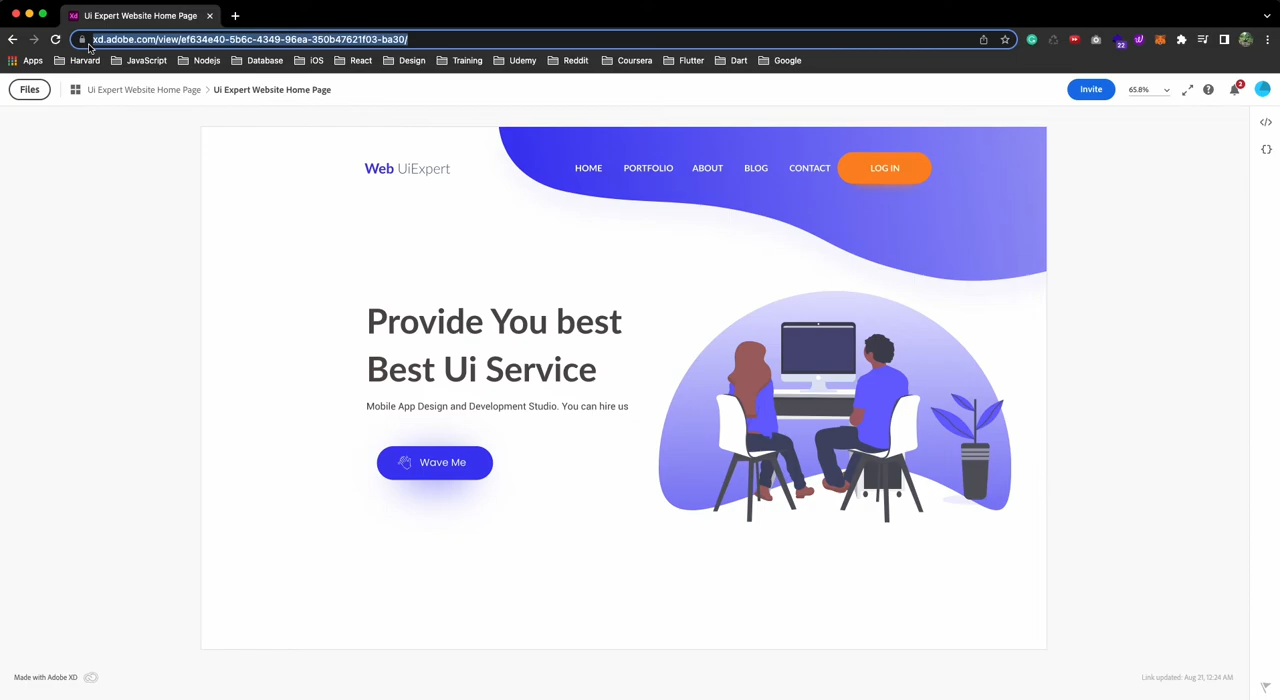 Ui Expert Website Home Page
xd.adobe.com/view/ef634e40-5b6c-4349-96ea-350b47621f03-ba30/
22
Apps Harvard JavaScript Nodejs Database iOS React Design Training Udemy Reddit Coursera Flutter Dart Google
Files Ui Expert Website Home Page > Ui Expert Website Home Page Invite 65.8% 2
Web UiExpert HOME PORTFOLIO ABOUT BLOG CONTACT LOG IN
Provide You best
Best Ui Service
Mobile App Design and Development Studio. You can hire us
Wave Me
Made with Adobe XD Link updated: Aug 21, 12:24 AM